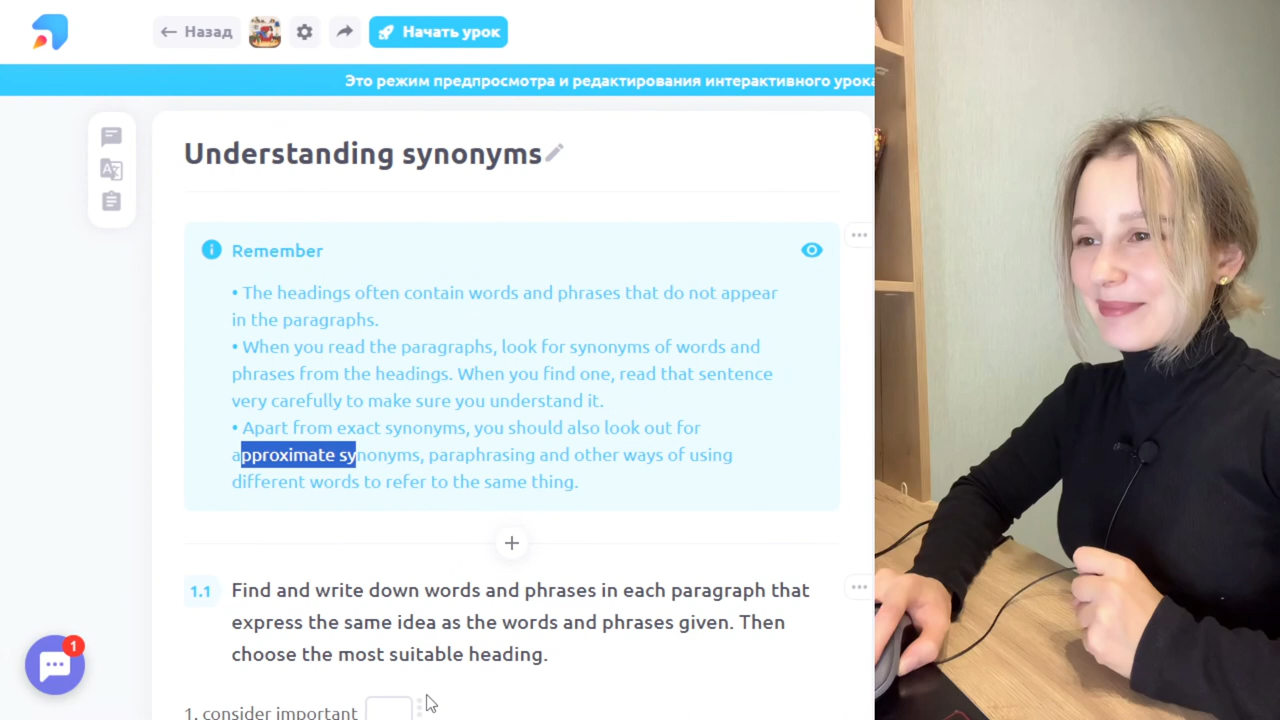 Назад
Начать урок
Это режим предпросмотра и редактирования интерактивного урока
Understanding synonyms
Remember
• The headings often contain words and phrases that do not appear
in the paragraphs.
• When you read the paragraphs, look for synonyms of words and
phrases from the headings. When you find one, read that sentence
very carefully to make sure you understand it.
• Apart from exact synonyms, you should also look out for
approximate synonyms, paraphrasing and other ways of using
different words to refer to the same thing.
1.1 Find and write down words and phrases in each paragraph that
express the same idea as the words and phrases given. Then
choose the most suitable heading.
1. consider important
1